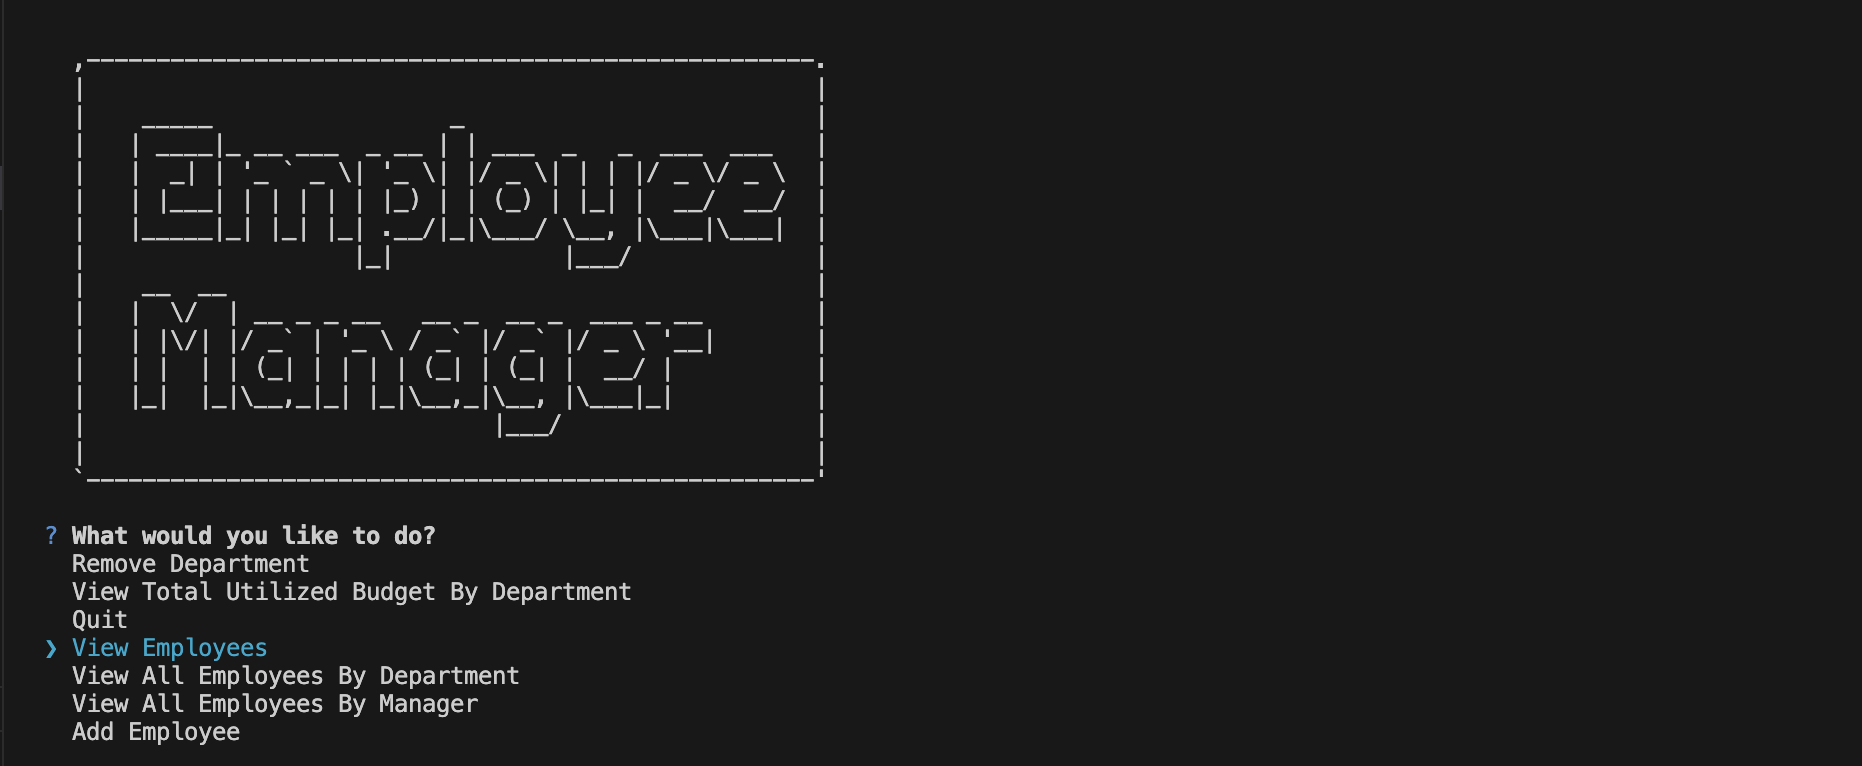 Employee
Manager
? What would you like to do?
Remove Department
View Total Utilized Budget By Department
Quit
❯ View Employees
View All Employees By Department
View All Employees By Manager
Add Employee